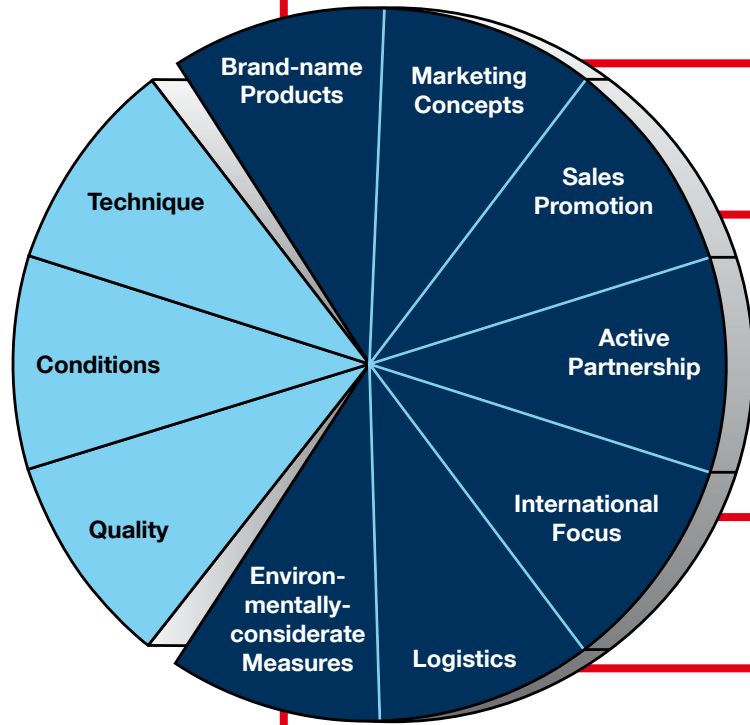 Brand-name
Products
Marketing
Concepts
Sales
Promotion
Technique
Active
Partnership
Conditions
International
Focus
Quality
Environ-
mentally-
considerate
Measures
Logistics